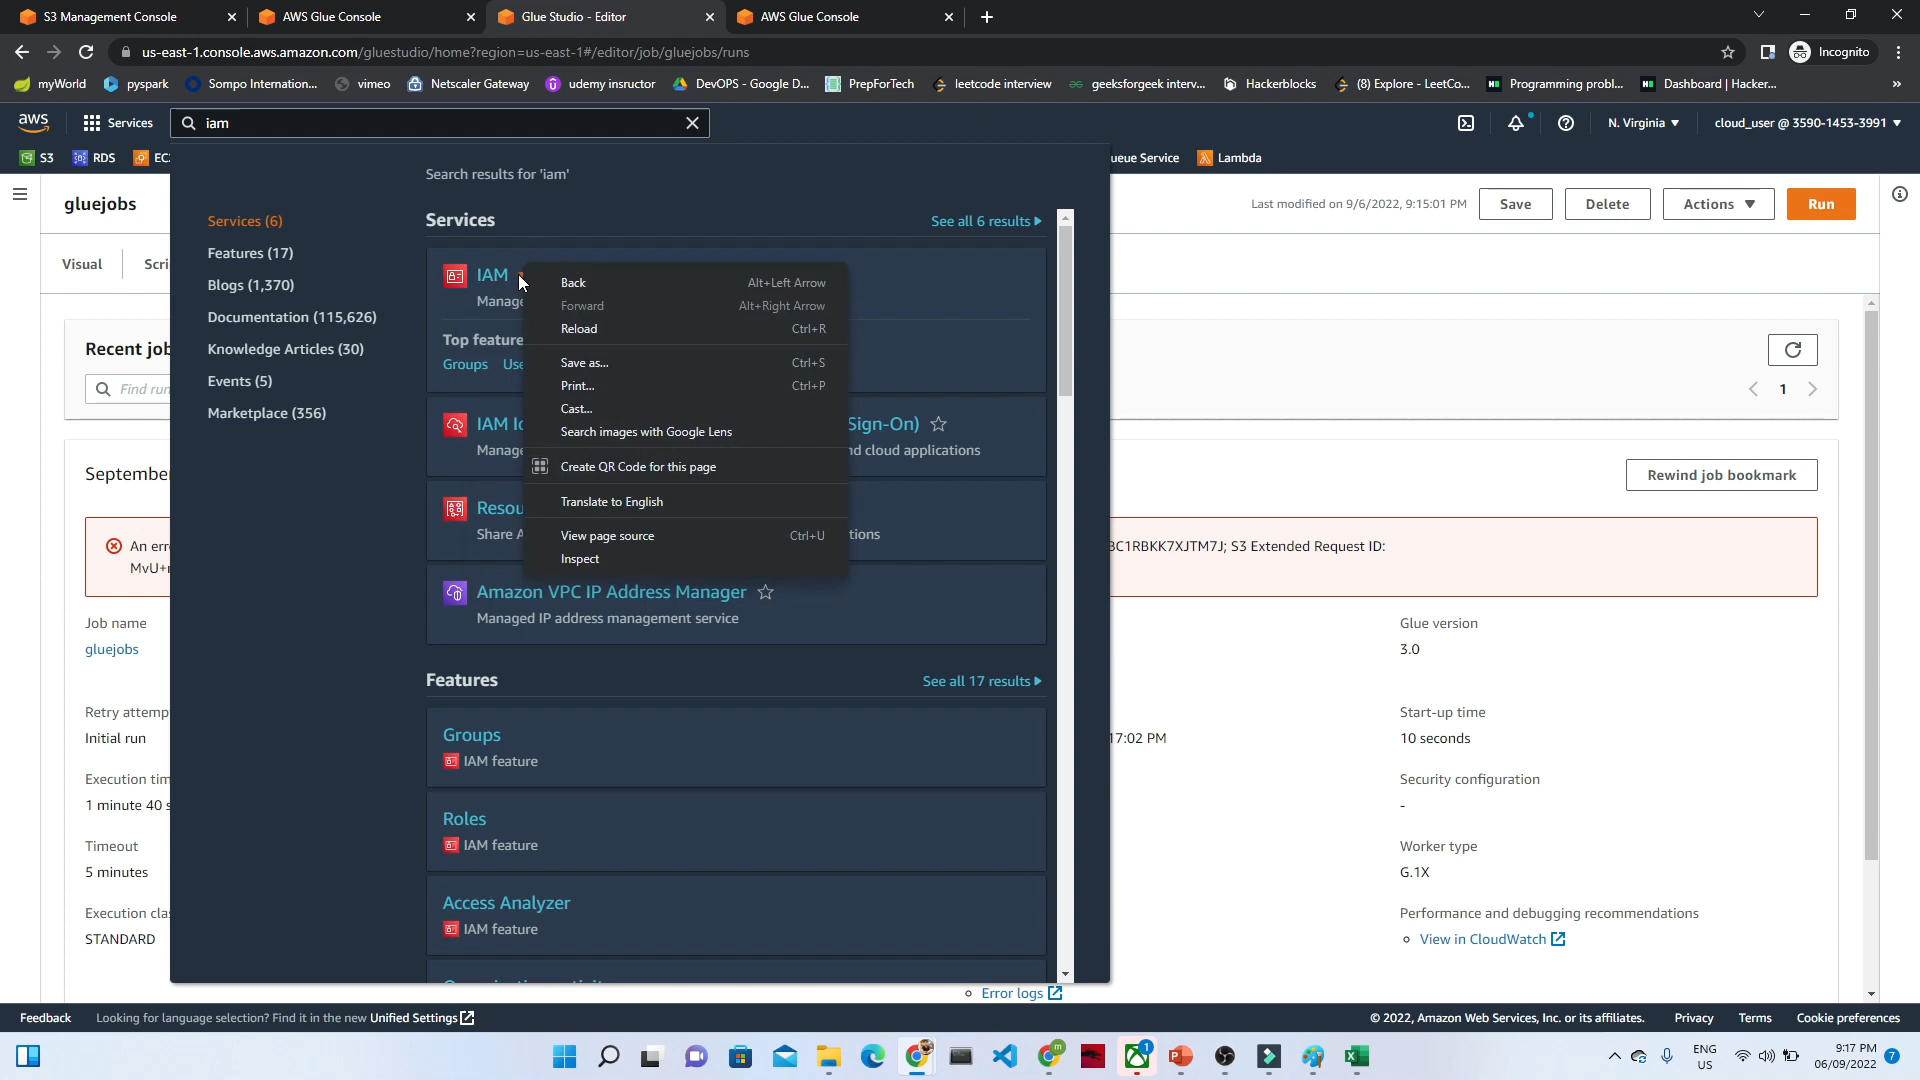 S3 Management Console
AWS Glue Console
Glue Studio - Editor
AWS Glue Console
us-east-1.console.aws.amazon.com/gluestudio/home?region=us-east-1#/editor/job/gluejobs/runs
Incognito
myWorld
pyspark
Sompo Internation...
vimeo
Netscaler Gateway
udemy insructor
DevOPS - Google D...
PrepForTech
leetcode interview
geeksforgeek interv...
Hackerblocks
(8) Explore - LeetCo...
Programming probl...
Dashboard | Hacker...
aws
Services
iam
N. Virginia
cloud_user @ 3590-1453-3991
S3
RDS
EC
ueue Service
Lambda
gluejobs
Last modified on 9/6/2022, 9:15:01 PM
Save
Delete
Actions
Run
Visual
Scri
Search results for 'iam'
Services (6)
Features (17)
Blogs (1,370)
Documentation (115,626)
Knowledge Articles (30)
Events (5)
Marketplace (356)
Services
See all 6 results
IAM
Manage
Top feature
Groups
Use
Back Alt+Left Arrow
Forward Alt+Right Arrow
Reload Ctrl+R
Save as... Ctrl+S
Print... Ctrl+P
Cast...
Search images with Google Lens
Create QR Code for this page
Translate to English
View page source Ctrl+U
Inspect
IAM Id
Sign-On)
Manage
nd cloud applications
Resou
Share A
tions
Amazon VPC IP Address Manager
Managed IP address management service
Features
See all 17 results
Groups
IAM feature
Roles
IAM feature
Access Analyzer
IAM feature
Recent job
Find run
1
September
Rewind job bookmark
An err
BC1RBKK7XJTM7J; S3 Extended Request ID:
Job name
gluejobs
Glue version
3.0
Retry attemp
Initial run
17:02 PM
Start-up time
10 seconds
Execution tim
1 minute 40 s
Security configuration
-
Timeout
5 minutes
Worker type
G.1X
Execution cla
STANDARD
Performance and debugging recommendations
View in CloudWatch
Error logs
Feedback
Looking for language selection? Find it in the new Unified Settings
© 2022, Amazon Web Services, Inc. or its affiliates.
Privacy
Terms
Cookie preferences
ENG
US
9:17 PM
06/09/2022
7